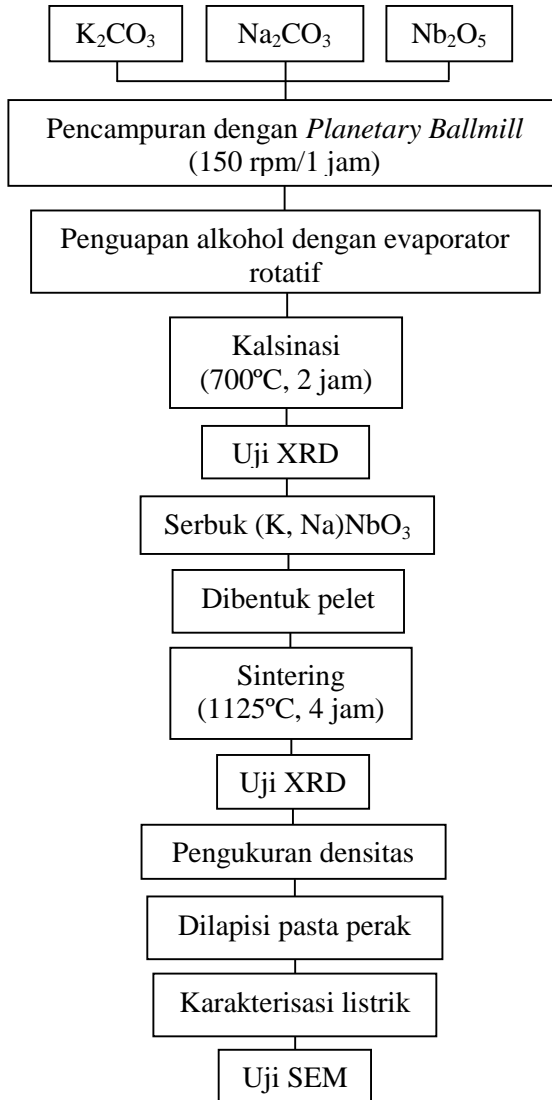 K₂CO₃
Na₂CO₃
Nb₂O₅
Pencampuran dengan Planetary Ballmill
(150 rpm/1 jam)
Penguapan alkohol dengan evaporator
rotatif
Kalsinasi
(700ºC, 2 jam)
Uji XRD
Serbuk (K, Na)NbO₃
Dibentuk pelet
Sintering
(1125ºC, 4 jam)
Uji XRD
Pengukuran densitas
Dilapisi pasta perak
Karakterisasi listrik
Uji SEM